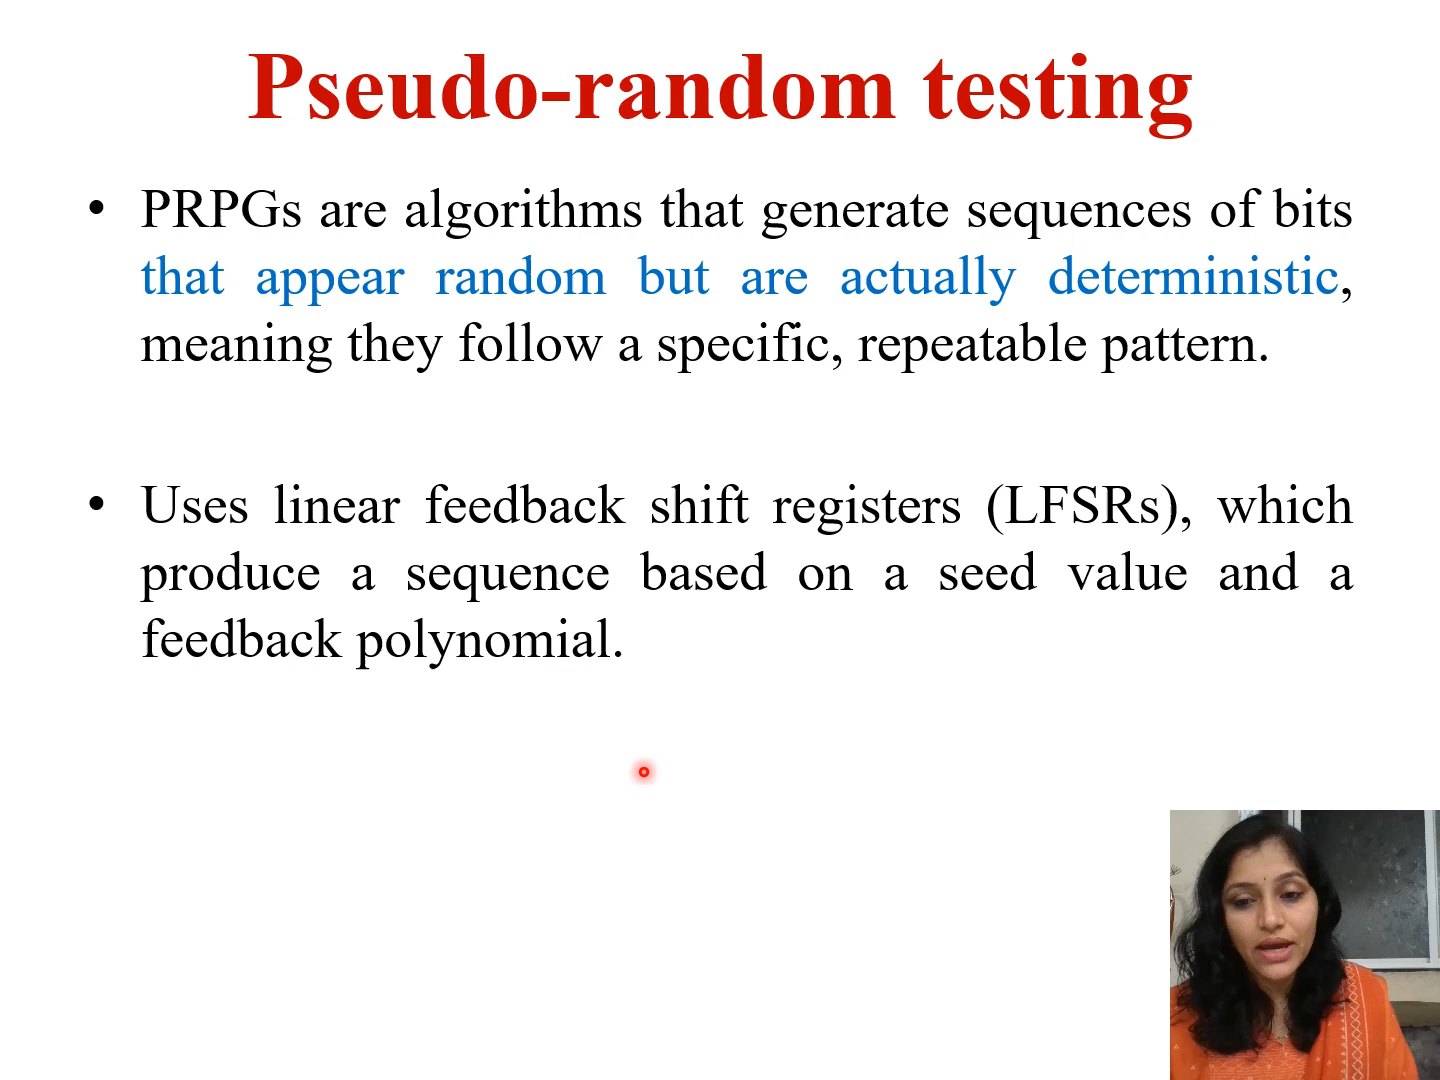 Pseudo-random testing
• PRPGs are algorithms that generate sequences of bits
that appear random but are actually deterministic,
meaning they follow a specific, repeatable pattern.
• Uses linear feedback shift registers (LFSRs), which
produce a sequence based on a seed value and a
feedback polynomial.